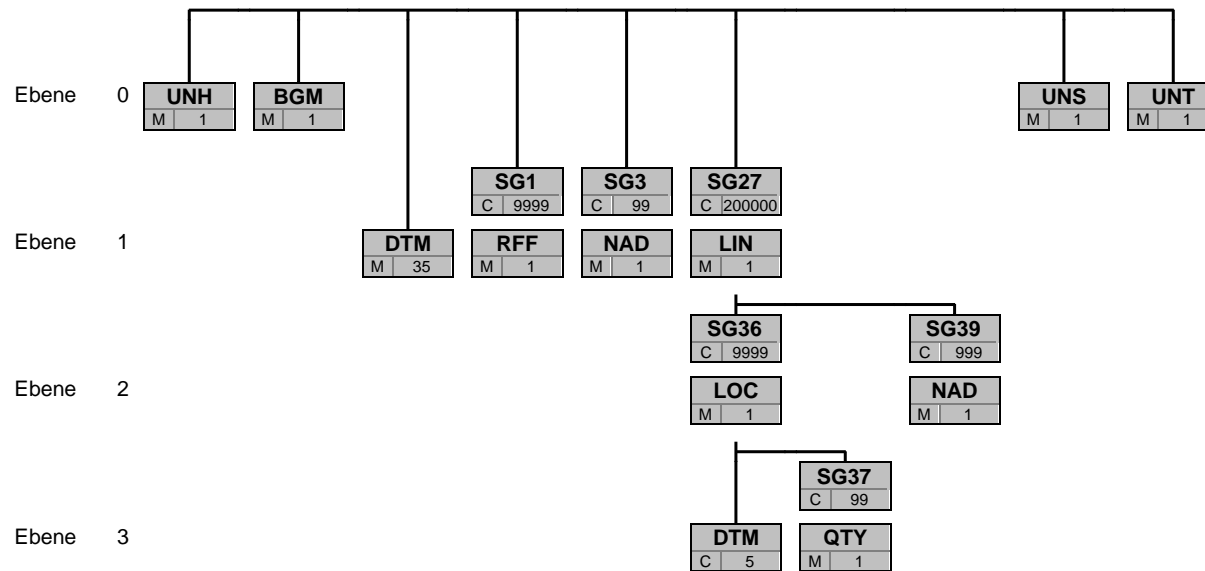 Ebene 0 UNH BGM UNS UNT
M 1 M 1 M 1 M 1
SG1 SG3 SG27
C 9999 C 99 C 200000
Ebene 1 DTM RFF NAD LIN
M 35 M 1 M 1 M 1
SG36 SG39
C 9999 C 999
Ebene 2 LOC NAD
M 1 M 1
SG37
C 99
Ebene 3 DTM QTY
C 5 M 1